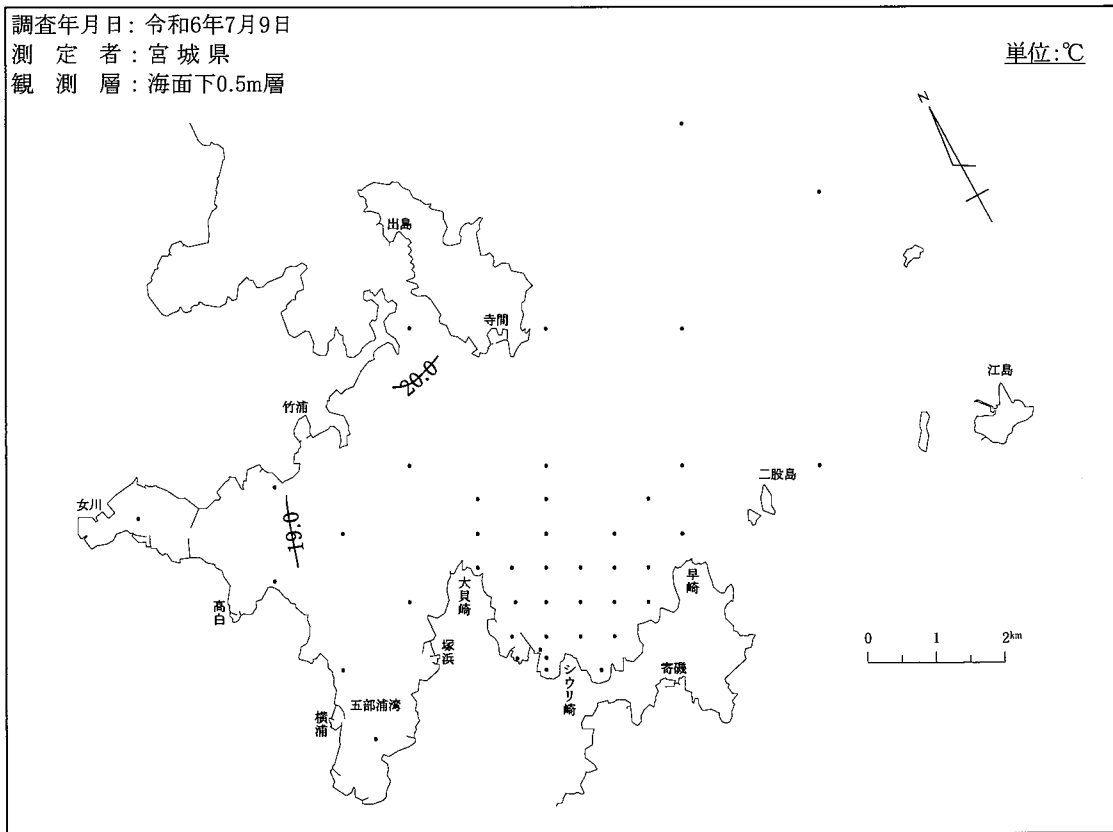 調査年月日：令和6年7月9日
測定者：宮城県
観測層：海面下0.5m層
単位：℃
N
出島
寺間
20.0
江島
竹浦
二股島
女川
19.0
早崎
大貝崎
高白
塚浜
シウリ崎
寄磯
五部浦湾
横浦
0 1 2km